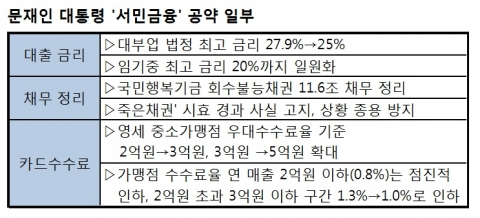 문재인 대통령 '서민금융' 공약 일부
대출 금리
▷대부업 법정 최고 금리 27.9%→25%
▷임기중 최고 금리 20%까지 일원화
채무 정리
▷국민행복기금 회수불능채권 11.6조 채무 정리
▷죽은채권' 시효 경과 사실 고지, 상황 종용 방지
카드수수료
▷영세 중소가맹점 우대수수료율 기준
2억원→3억원, 3억원 →5억원 확대
▷가맹점 수수료율 연 매출 2억원 이하(0.8%)는 점진적
인하, 2억원 초과 3억원 이하 구간 1.3%→1.0%로 인하